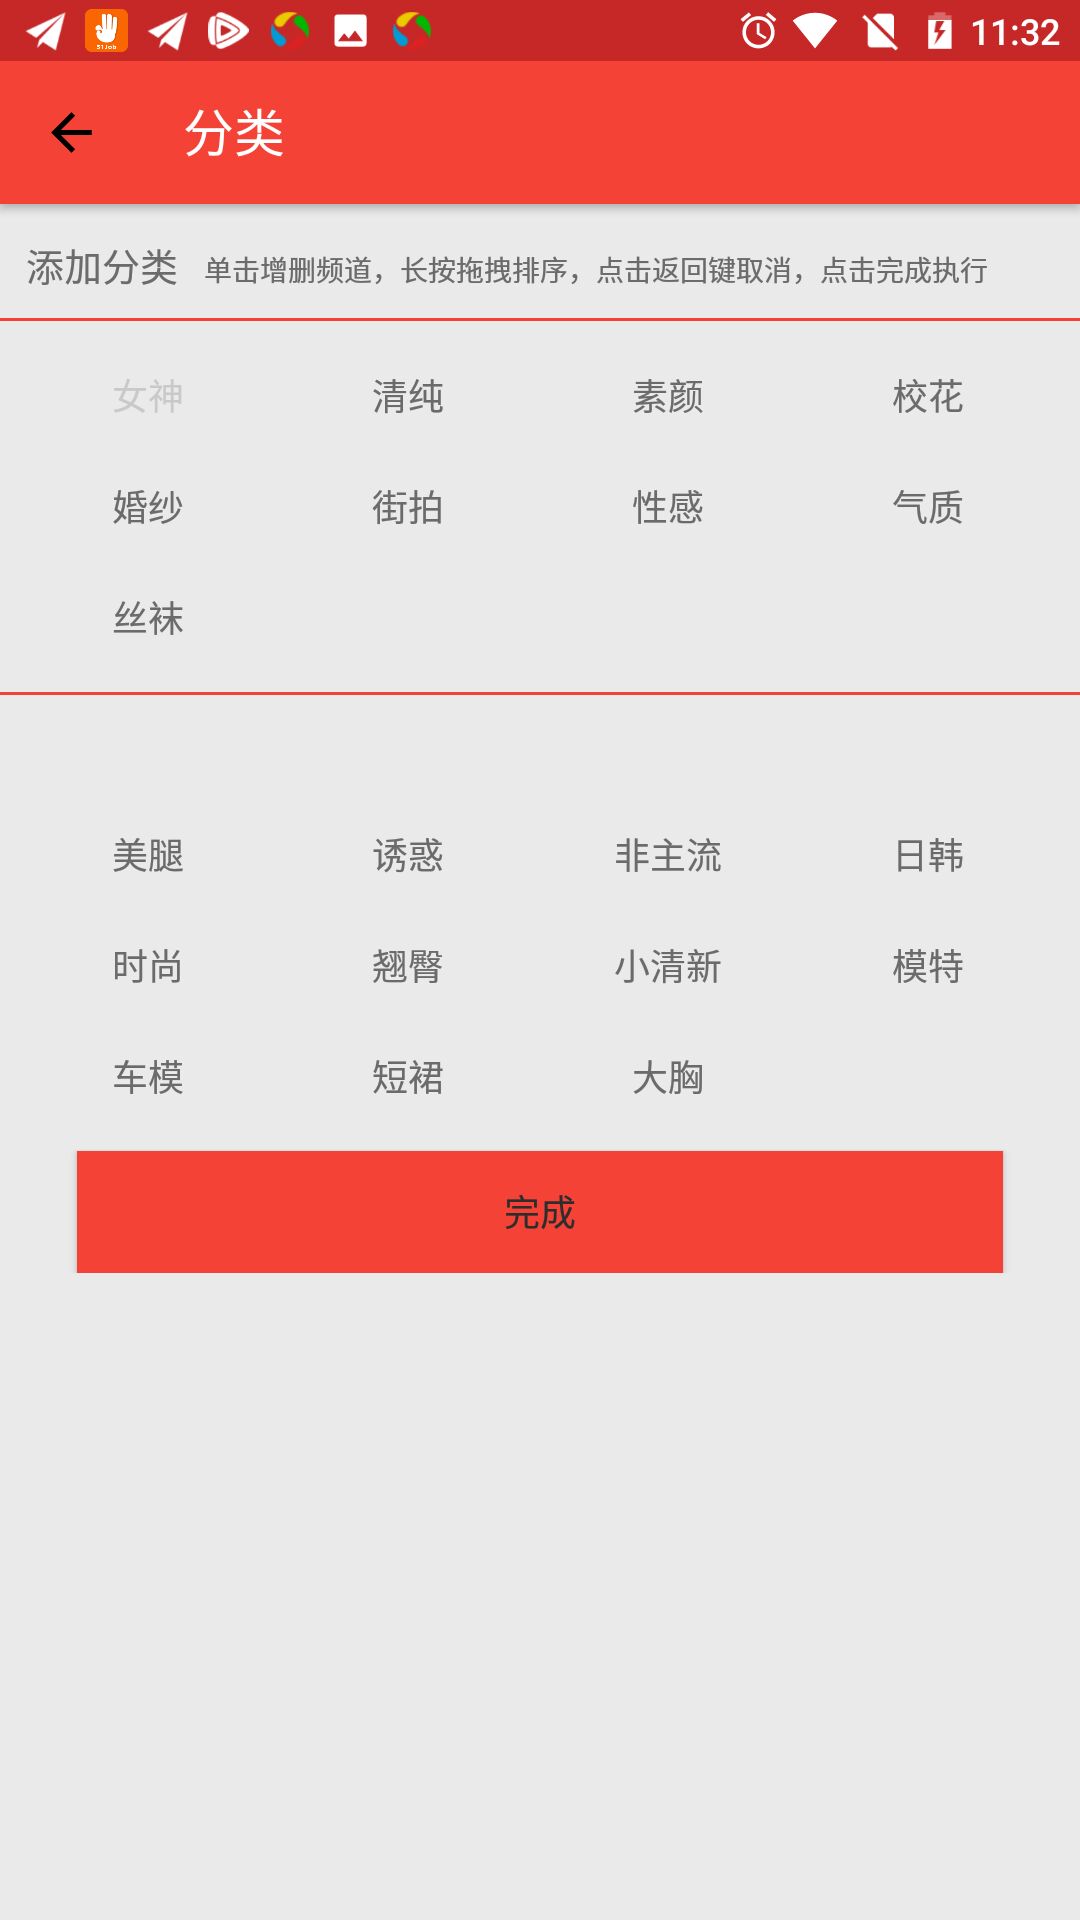 11:32
分类
添加分类 单击增删频道，长按拖拽排序，点击返回键取消，点击完成执行
女神 清纯 素颜 校花
婚纱 街拍 性感 气质
丝袜
美腿 诱惑 非主流 日韩
时尚 翘臀 小清新 模特
车模 短裙 大胸
完成